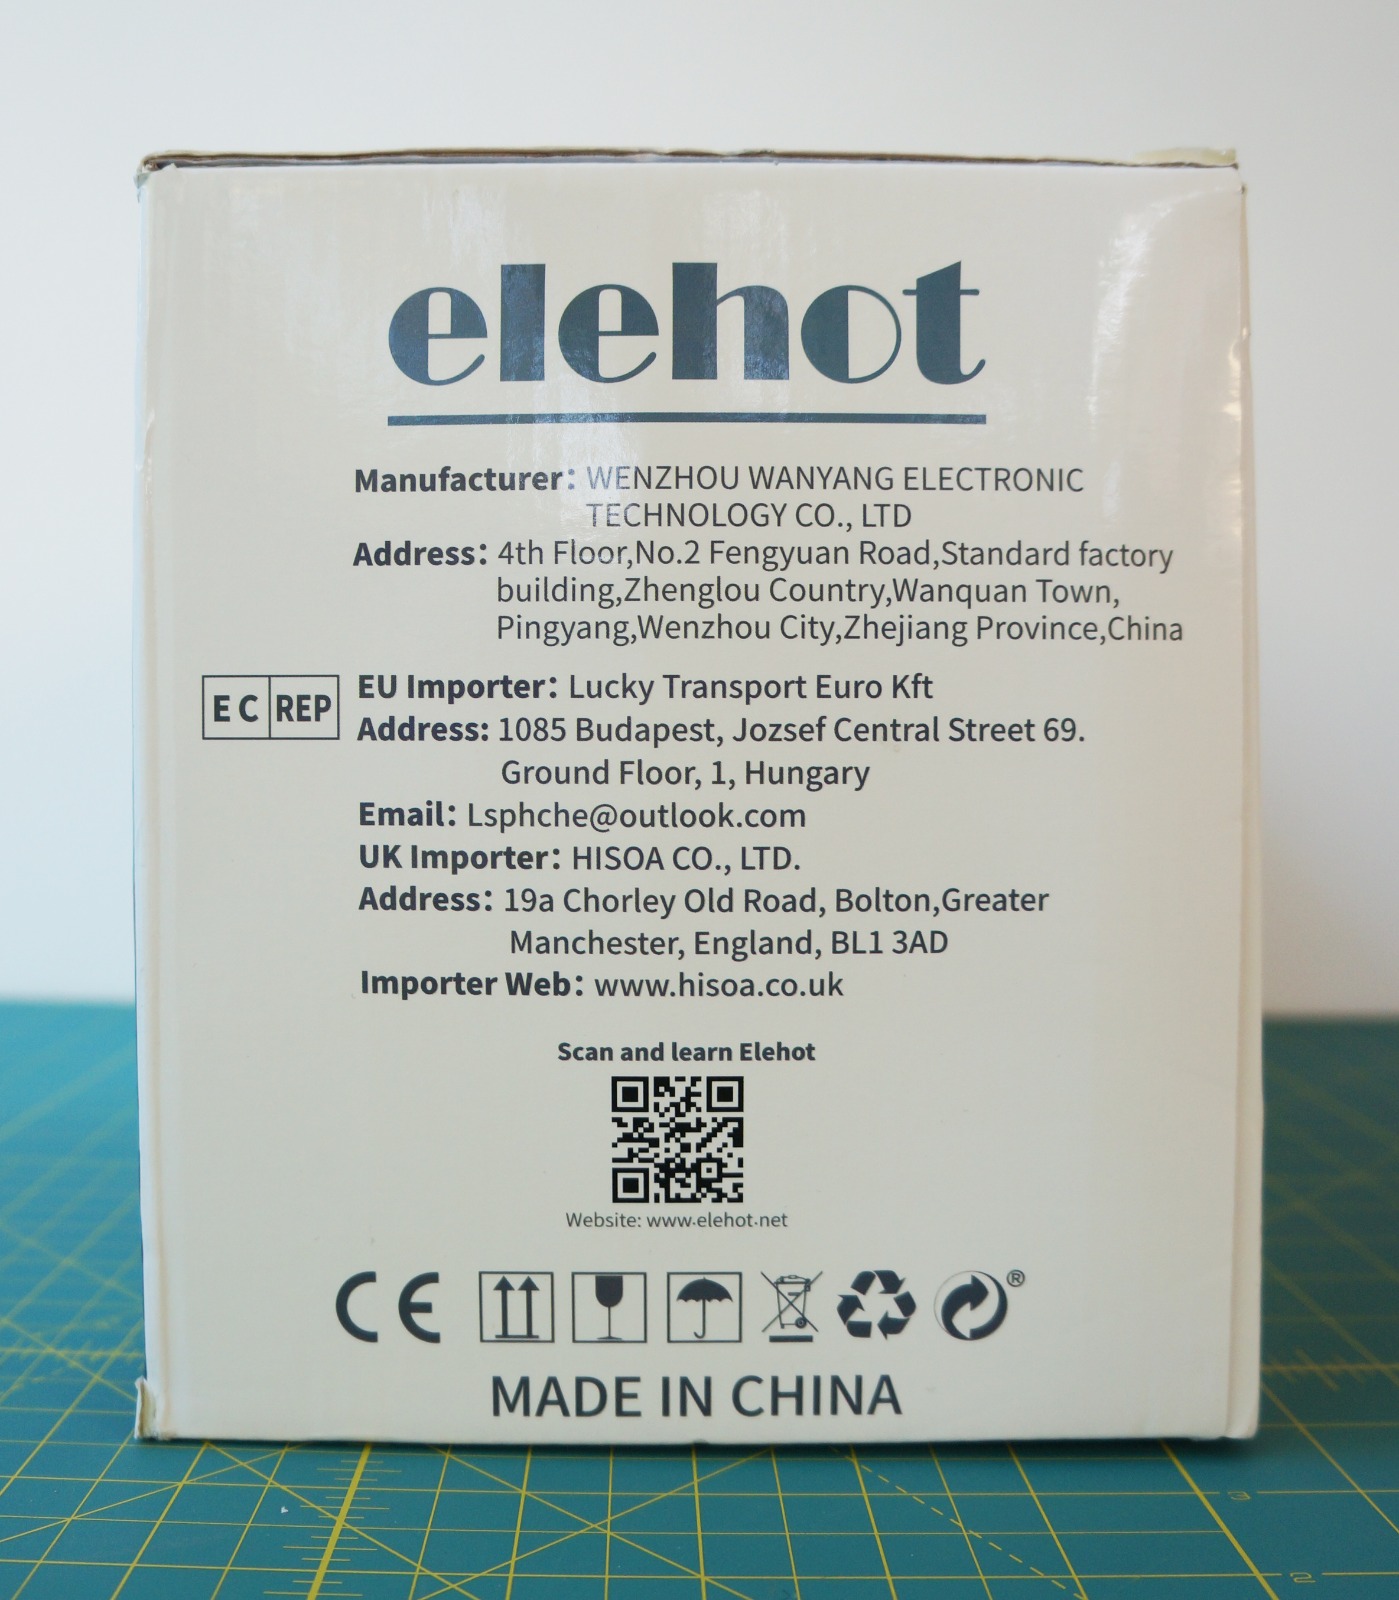 elehot
Manufacturer: WENZHOU WANYANG ELECTRONIC
TECHNOLOGY CO., LTD
Address: 4th Floor,No.2 Fengyuan Road,Standard factory
building,Zhenglou Country,Wanquan Town,
Pingyang,Wenzhou City,Zhejiang Province,China
EC REP
EU Importer: Lucky Transport Euro Kft
Address: 1085 Budapest, Jozsef Central Street 69.
Ground Floor, 1, Hungary
Email: Lsphche@outlook.com
UK Importer: HISOA CO., LTD.
Address: 19a Chorley Old Road, Bolton,Greater
Manchester, England, BL1 3AD
Importer Web: www.hisoa.co.uk
Scan and learn Elehot
Website: www.elehot.net
CE ®
MADE IN CHINA
3
2